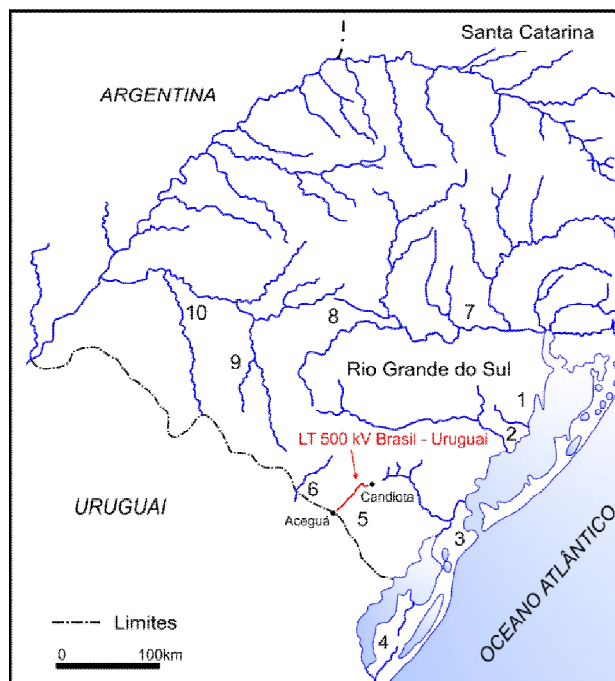 Santa Catarina
ARGENTINA
10
8
7
9
Rio Grande do Sul
1
2
LT 500 kV Brasil - Uruguai
6
Candiota
URUGUAI
Aceguá
5
3
OCEANO ATLÂNTICO
Limites
4
0
100km